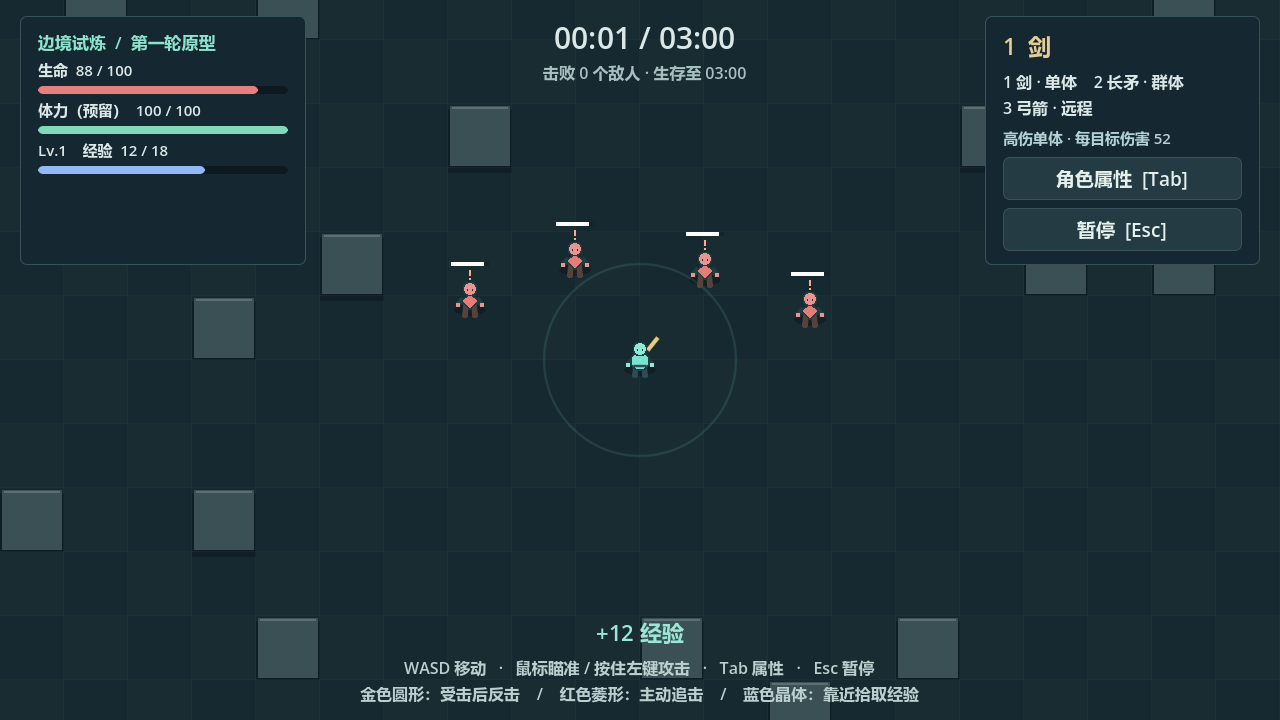 边境试炼 / 第一轮原型
生命 88 / 100
体力（预留） 100 / 100
Lv.1 经验 12 / 18
00:01 / 03:00
击败 0 个敌人 · 生存至 03:00
1 剑
1 剑 · 单体 2 长矛 · 群体
3 弓箭 · 远程
高伤单体 · 每目标伤害 52
角色属性 [Tab]
暂停 [Esc]
+12 经验
WASD 移动 · 鼠标瞄准 / 按住左键攻击 · Tab 属性 · Esc 暂停
金色圆形：受击后反击 / 红色菱形：主动追击 / 蓝色晶体：靠近拾取经验